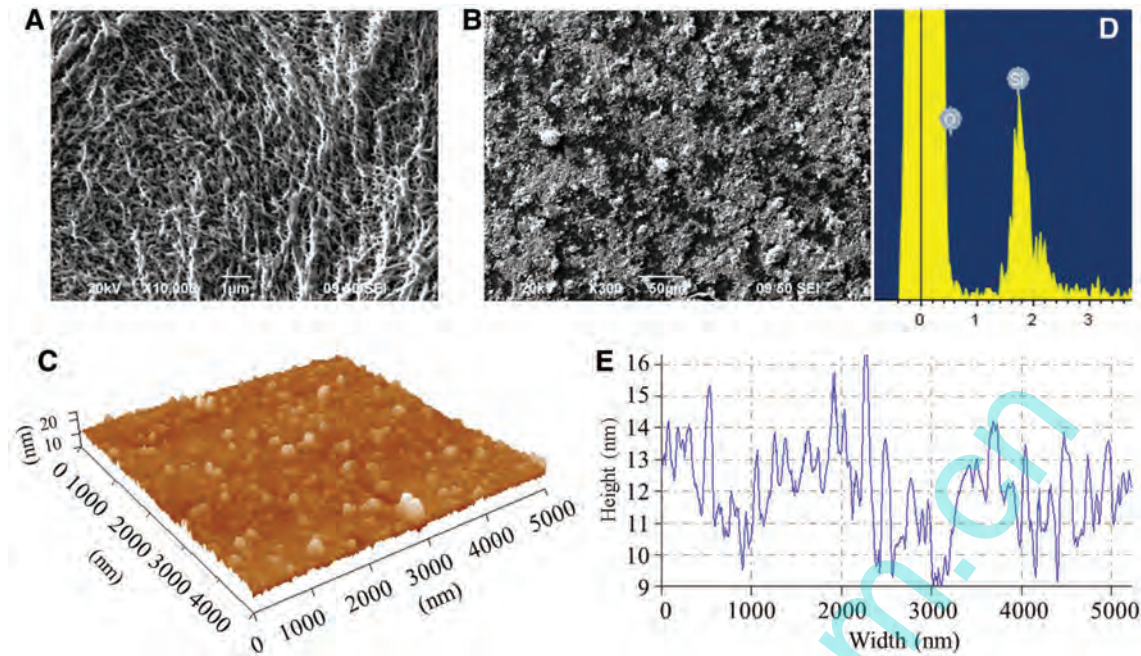 A
20kV X10,000 1μm 09 50 SEI
B
20kV X300 50μm 09 50 SEI
D
Si
O
0 1 2 3
C
20
10
(nm)
0
1000
2000
3000
4000
(nm)
0
1000
2000
3000
4000
5000
(nm)
E
16
15
14
13
12
11
10
9
Height (nm)
0 1000 2000 3000 4000 5000
Width (nm)
m.cn